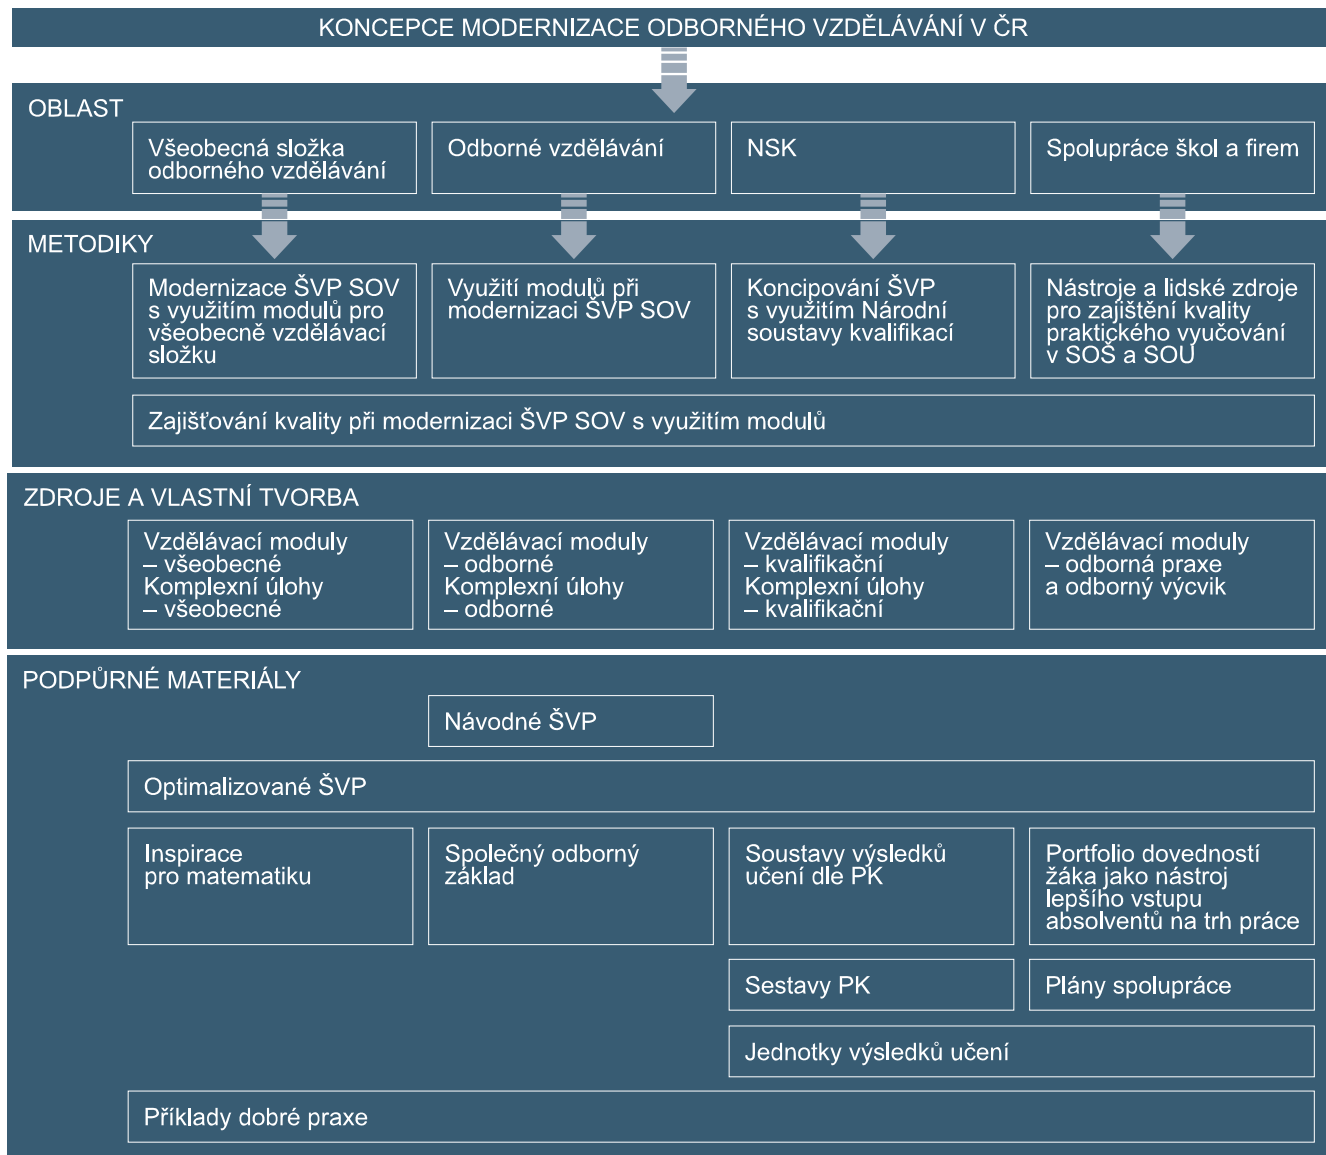 KONCEPCE MODERNIZACE ODBORNÉHO VZDĚLÁVÁNÍ V ČR
OBLAST
Všeobecná složka
odborného vzdělávání
Odborné vzdělávání
NSK
Spolupráce škol a firem
METODIKY
Modernizace ŠVP SOV
s využitím modulů pro
všeobecně vzdělávací
složku
Využití modulů při
modernizaci ŠVP SOV
Koncipování ŠVP
s využitím Národní
soustavy kvalifikací
Nástroje a lidské zdroje
pro zajištění kvality
praktického vyučování
v SOŠ a SOU
Zajišťování kvality při modernizaci ŠVP SOV s využitím modulů
ZDROJE A VLASTNÍ TVORBA
Vzdělávací moduly
– všeobecné
Komplexní úlohy
– všeobecné
Vzdělávací moduly
– odborné
Komplexní úlohy
– odborné
Vzdělávací moduly
– kvalifikační
Komplexní úlohy
– kvalifikační
Vzdělávací moduly
– odborná praxe
a odborný výcvik
PODPŮRNÉ MATERIÁLY
Návodné ŠVP
Optimalizované ŠVP
Inspirace
pro matematiku
Společný odborný
základ
Soustavy výsledků
učení dle PK
Portfolio dovedností
žáka jako nástroj
lepšího vstupu
absolventů na trh práce
Sestavy PK
Plány spolupráce
Jednotky výsledků učení
Příklady dobré praxe